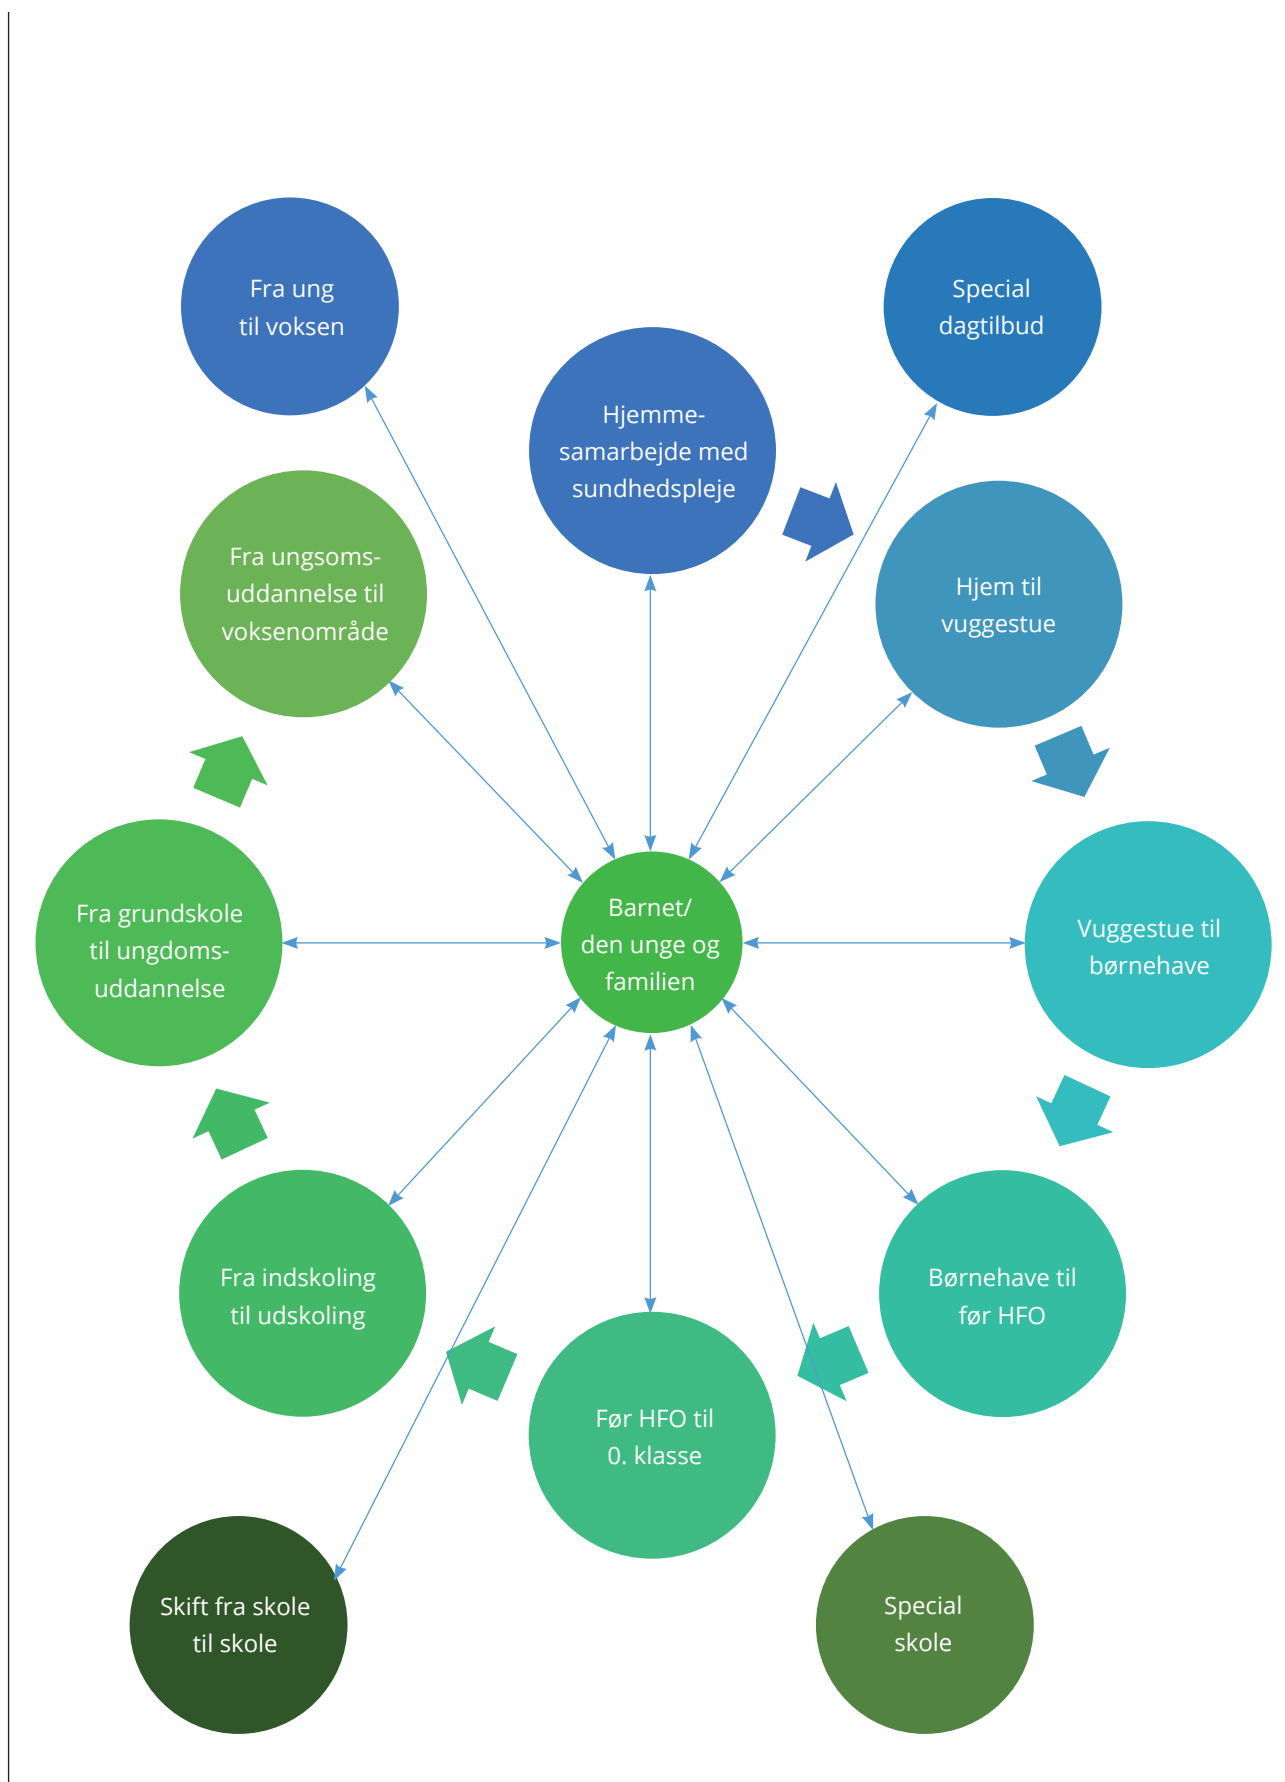 Fra ung
til voksen
Special
dagtilbud
Hjemme-
samarbejde med
sundhedspleje
Fra ungsoms-
uddannelse til
voksenområde
Hjem til
vuggestue
Barnet/
den unge og
familien
Fra grundskole
til ungdoms-
uddannelse
Vuggestue til
børnehave
Fra indskoling
til udskoling
Børnehave til
før HFO
Før HFO til
0. klasse
Skift fra skole
til skole
Special
skole